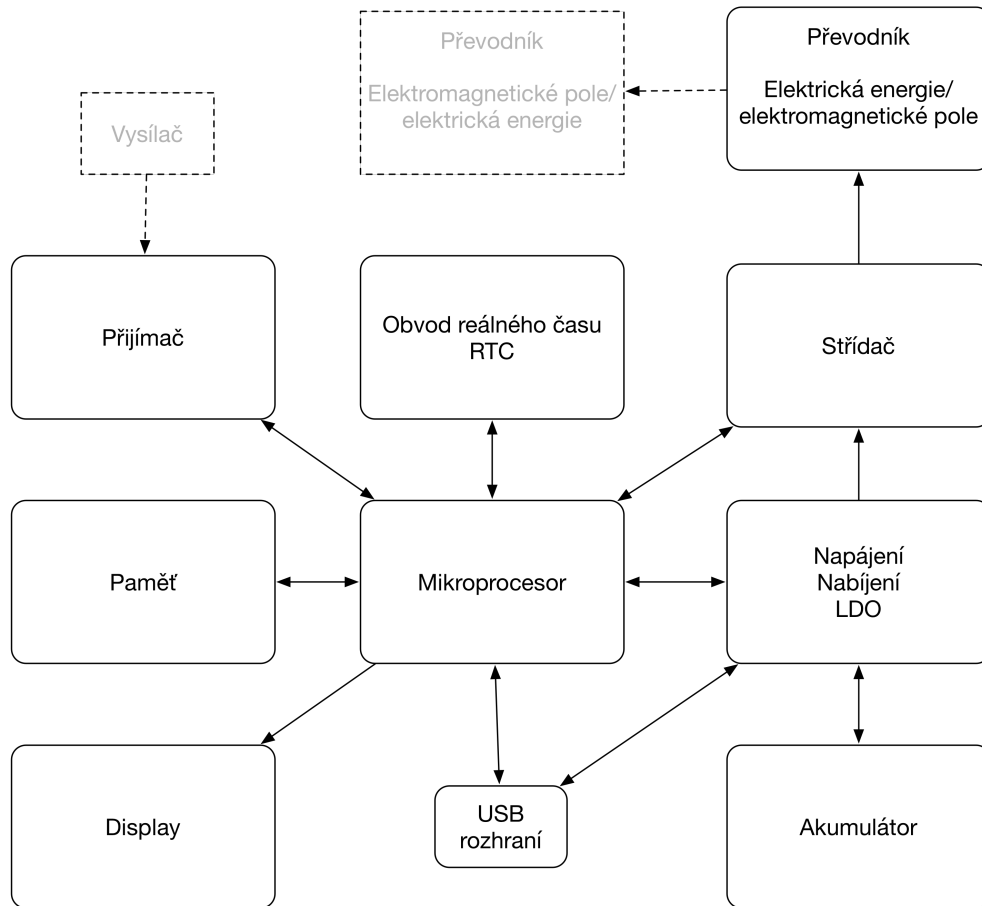 Převodník
Elektromagnetické pole/
elektrická energie
Převodník
Elektrická energie/
elektromagnetické pole
Vysílač
Přijímač
Obvod reálného času
RTC
Střídač
Paměť
Mikroprocesor
Napájení
Nabíjení
LDO
Display
USB
rozhraní
Akumulátor